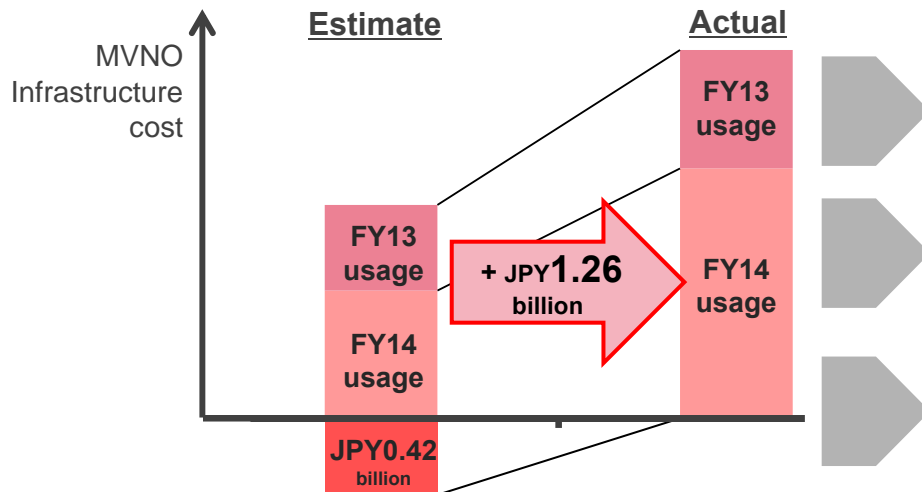 Estimate
Actual
MVNO
Infrastructure
cost
FY13
usage
FY13
usage
+ JPY1.26
billion
FY14
usage
FY14
usage
JPY0.42
billion